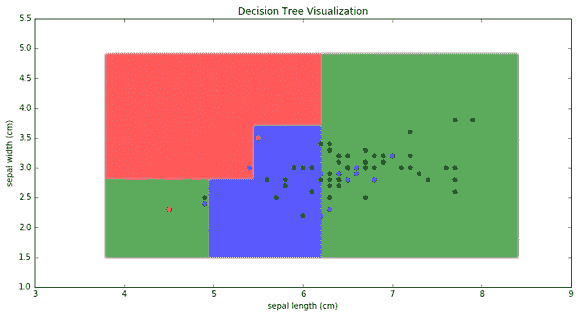 Decision Tree Visualization
5.5
5.0
4.5
4.0
3.5
3.0
2.5
2.0
1.5
1.0
sepal width (cm)
3 4 5 6 7 8 9
sepal length (cm)